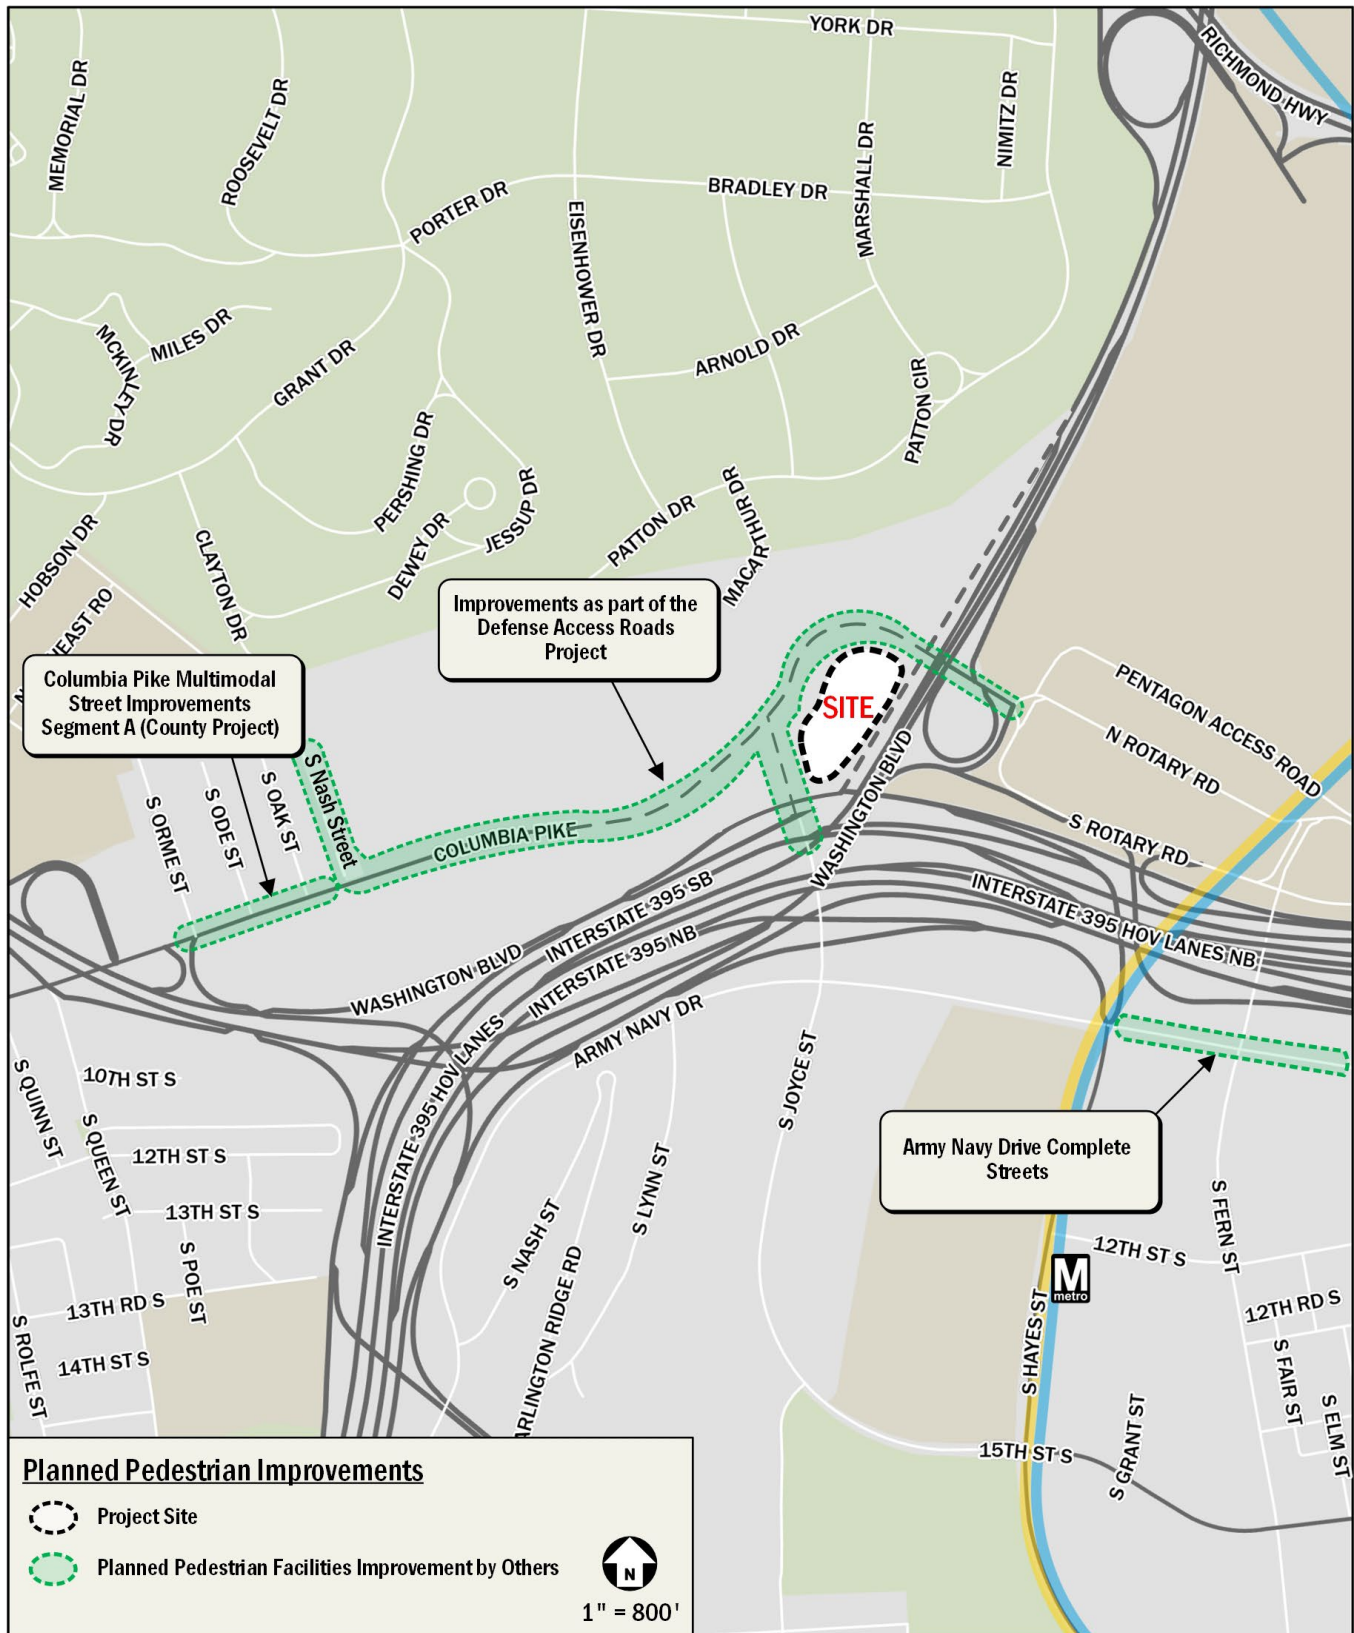 YORK DR
RICHMOND HWY
MEMORIAL DR
ROOSEVELT DR
NIMITZ DR
MARSHALL DR
PORTER DR
BRADLEY DR
EISENHOWER DR
MILES DR
MCKINLEY DR
GRANT DR
ARNOLD DR
PATTON CIR
PERSHING DR
JESSUP DR
DEWEY DR
PATTON DR
MACARTHUR DR
HOBSON DR
CLAYTON DR
Improvements as part of the
Defense Access Roads
Project
Columbia Pike Multimodal
Street Improvements
Segment A (County Project)
SITE
PENTAGON ACCESS ROAD
N ROTARY RD
S ROTARY RD
S ORME ST
S ODE ST
S OAK ST
S Nash Street
COLUMBIA PIKE
WASHINGTON BLVD
INTERSTATE 395 SB
INTERSTATE 395 NB
INTERSTATE 395 HOV LANES NB
WASHINGTON BLVD
INTERSTATE 395 HOV LANES
ARMY NAVY DR
S JOYCE ST
S QUINN ST
10TH ST S
S QUEEN ST
12TH ST S
13TH ST S
S POE ST
13TH RD S
14TH ST S
S ROLFE ST
S NASH ST
S LYNN ST
ARLINGTON RIDGE RD
Army Navy Drive Complete
Streets
S FERN ST
12TH ST S
M
metro
12TH RD S
S HAYES ST
S FAIR ST
S ELM ST
S GRANT ST
15TH ST S
Planned Pedestrian Improvements
Project Site
Planned Pedestrian Facilities Improvement by Others
N
1" = 800'